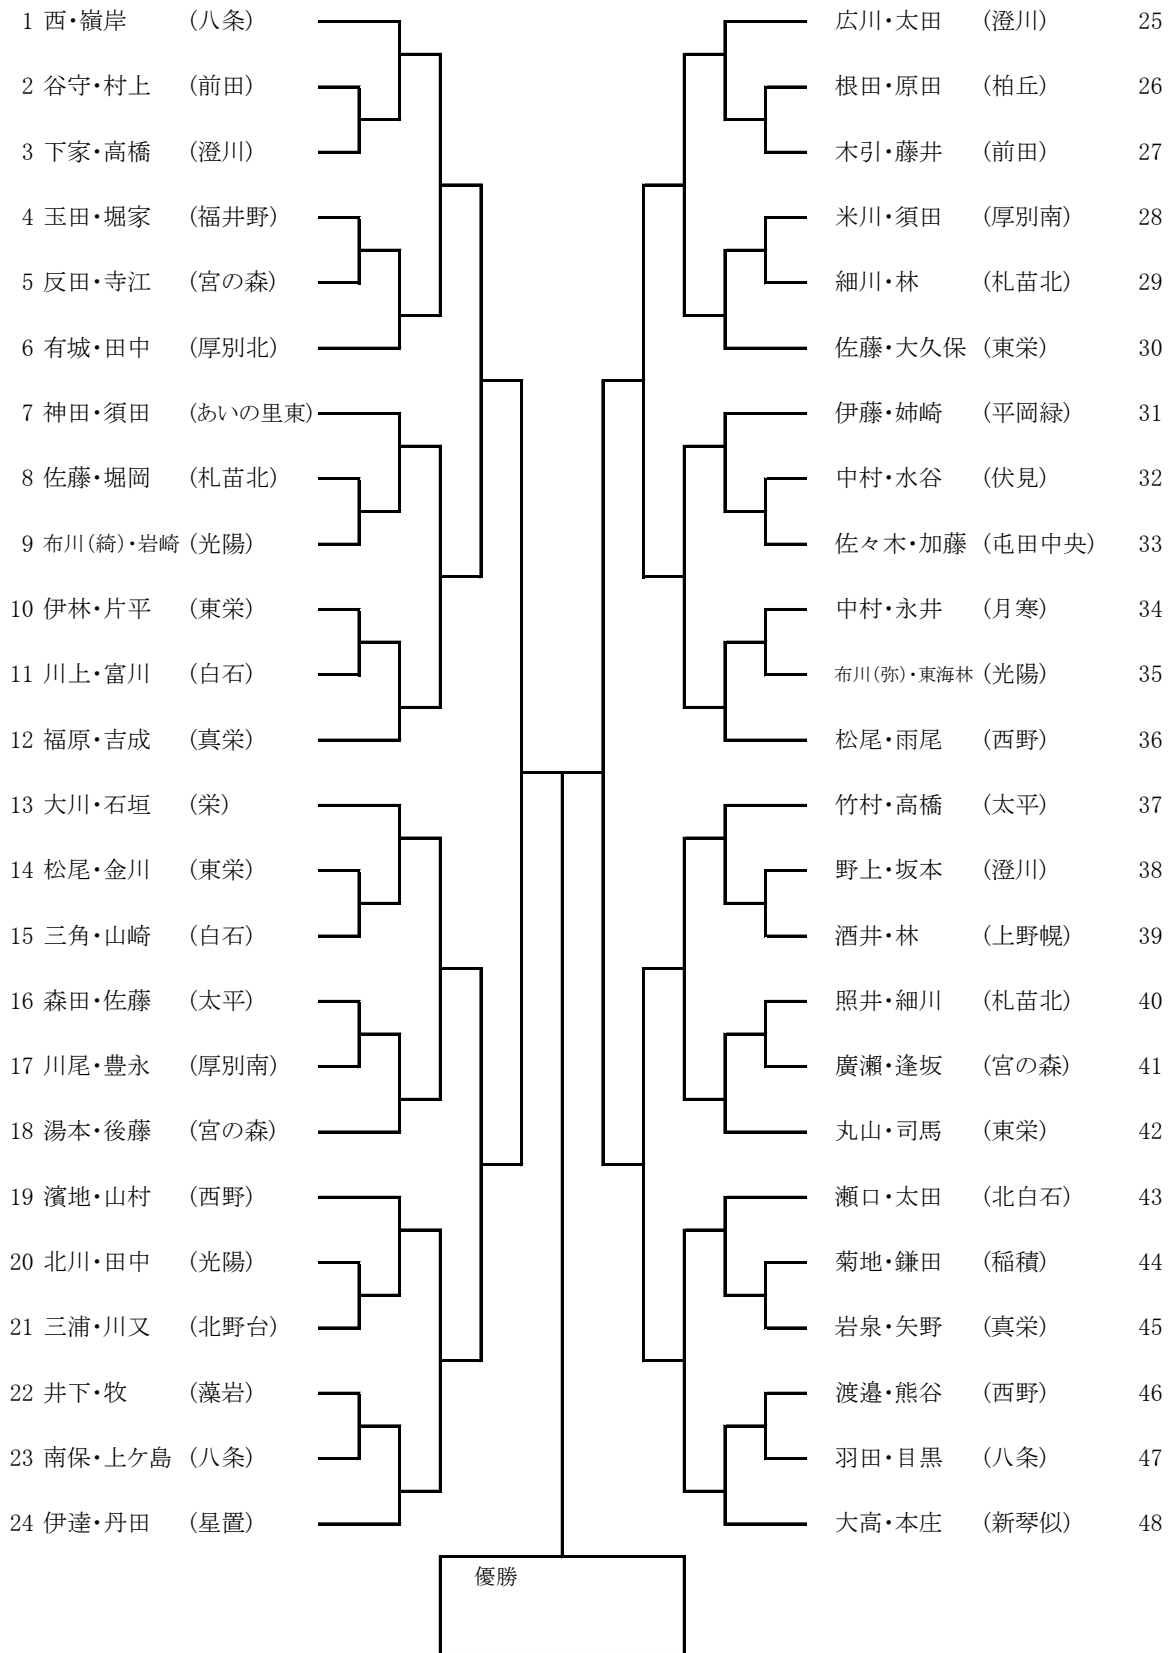 1 西・嶺岸 (八条)
2 谷守・村上 (前田)
3 下家・高橋 (澄川)
4 玉田・堀家 (福井野)
5 反田・寺江 (宮の森)
6 有城・田中 (厚別北)
7 神田・須田 (あいの里東)
8 佐藤・堀岡 (札苗北)
9 布川(綺)・岩崎 (光陽)
10 伊林・片平 (東栄)
11 川上・富川 (白石)
12 福原・吉成 (真栄)
13 大川・石垣 (栄)
14 松尾・金川 (東栄)
15 三角・山崎 (白石)
16 森田・佐藤 (太平)
17 川尾・豊永 (厚別南)
18 湯本・後藤 (宮の森)
19 濱地・山村 (西野)
20 北川・田中 (光陽)
21 三浦・川又 (北野台)
22 井下・牧 (藻岩)
23 南保・上ケ島 (八条)
24 伊達・丹田 (星置)
広川・太田 (澄川) 25
根田・原田 (柏丘) 26
木引・藤井 (前田) 27
米川・須田 (厚別南) 28
細川・林 (札苗北) 29
佐藤・大久保 (東栄) 30
伊藤・姉崎 (平岡緑) 31
中村・水谷 (伏見) 32
佐々木・加藤 (屯田中央) 33
中村・永井 (月寒) 34
布川(弥)・東海林 (光陽) 35
松尾・雨尾 (西野) 36
竹村・高橋 (太平) 37
野上・坂本 (澄川) 38
酒井・林 (上野幌) 39
照井・細川 (札苗北) 40
廣瀬・逢坂 (宮の森) 41
丸山・司馬 (東栄) 42
瀬口・太田 (北白石) 43
菊地・鎌田 (稲積) 44
岩泉・矢野 (真栄) 45
渡邉・熊谷 (西野) 46
羽田・目黒 (八条) 47
大高・本庄 (新琴似) 48
優勝